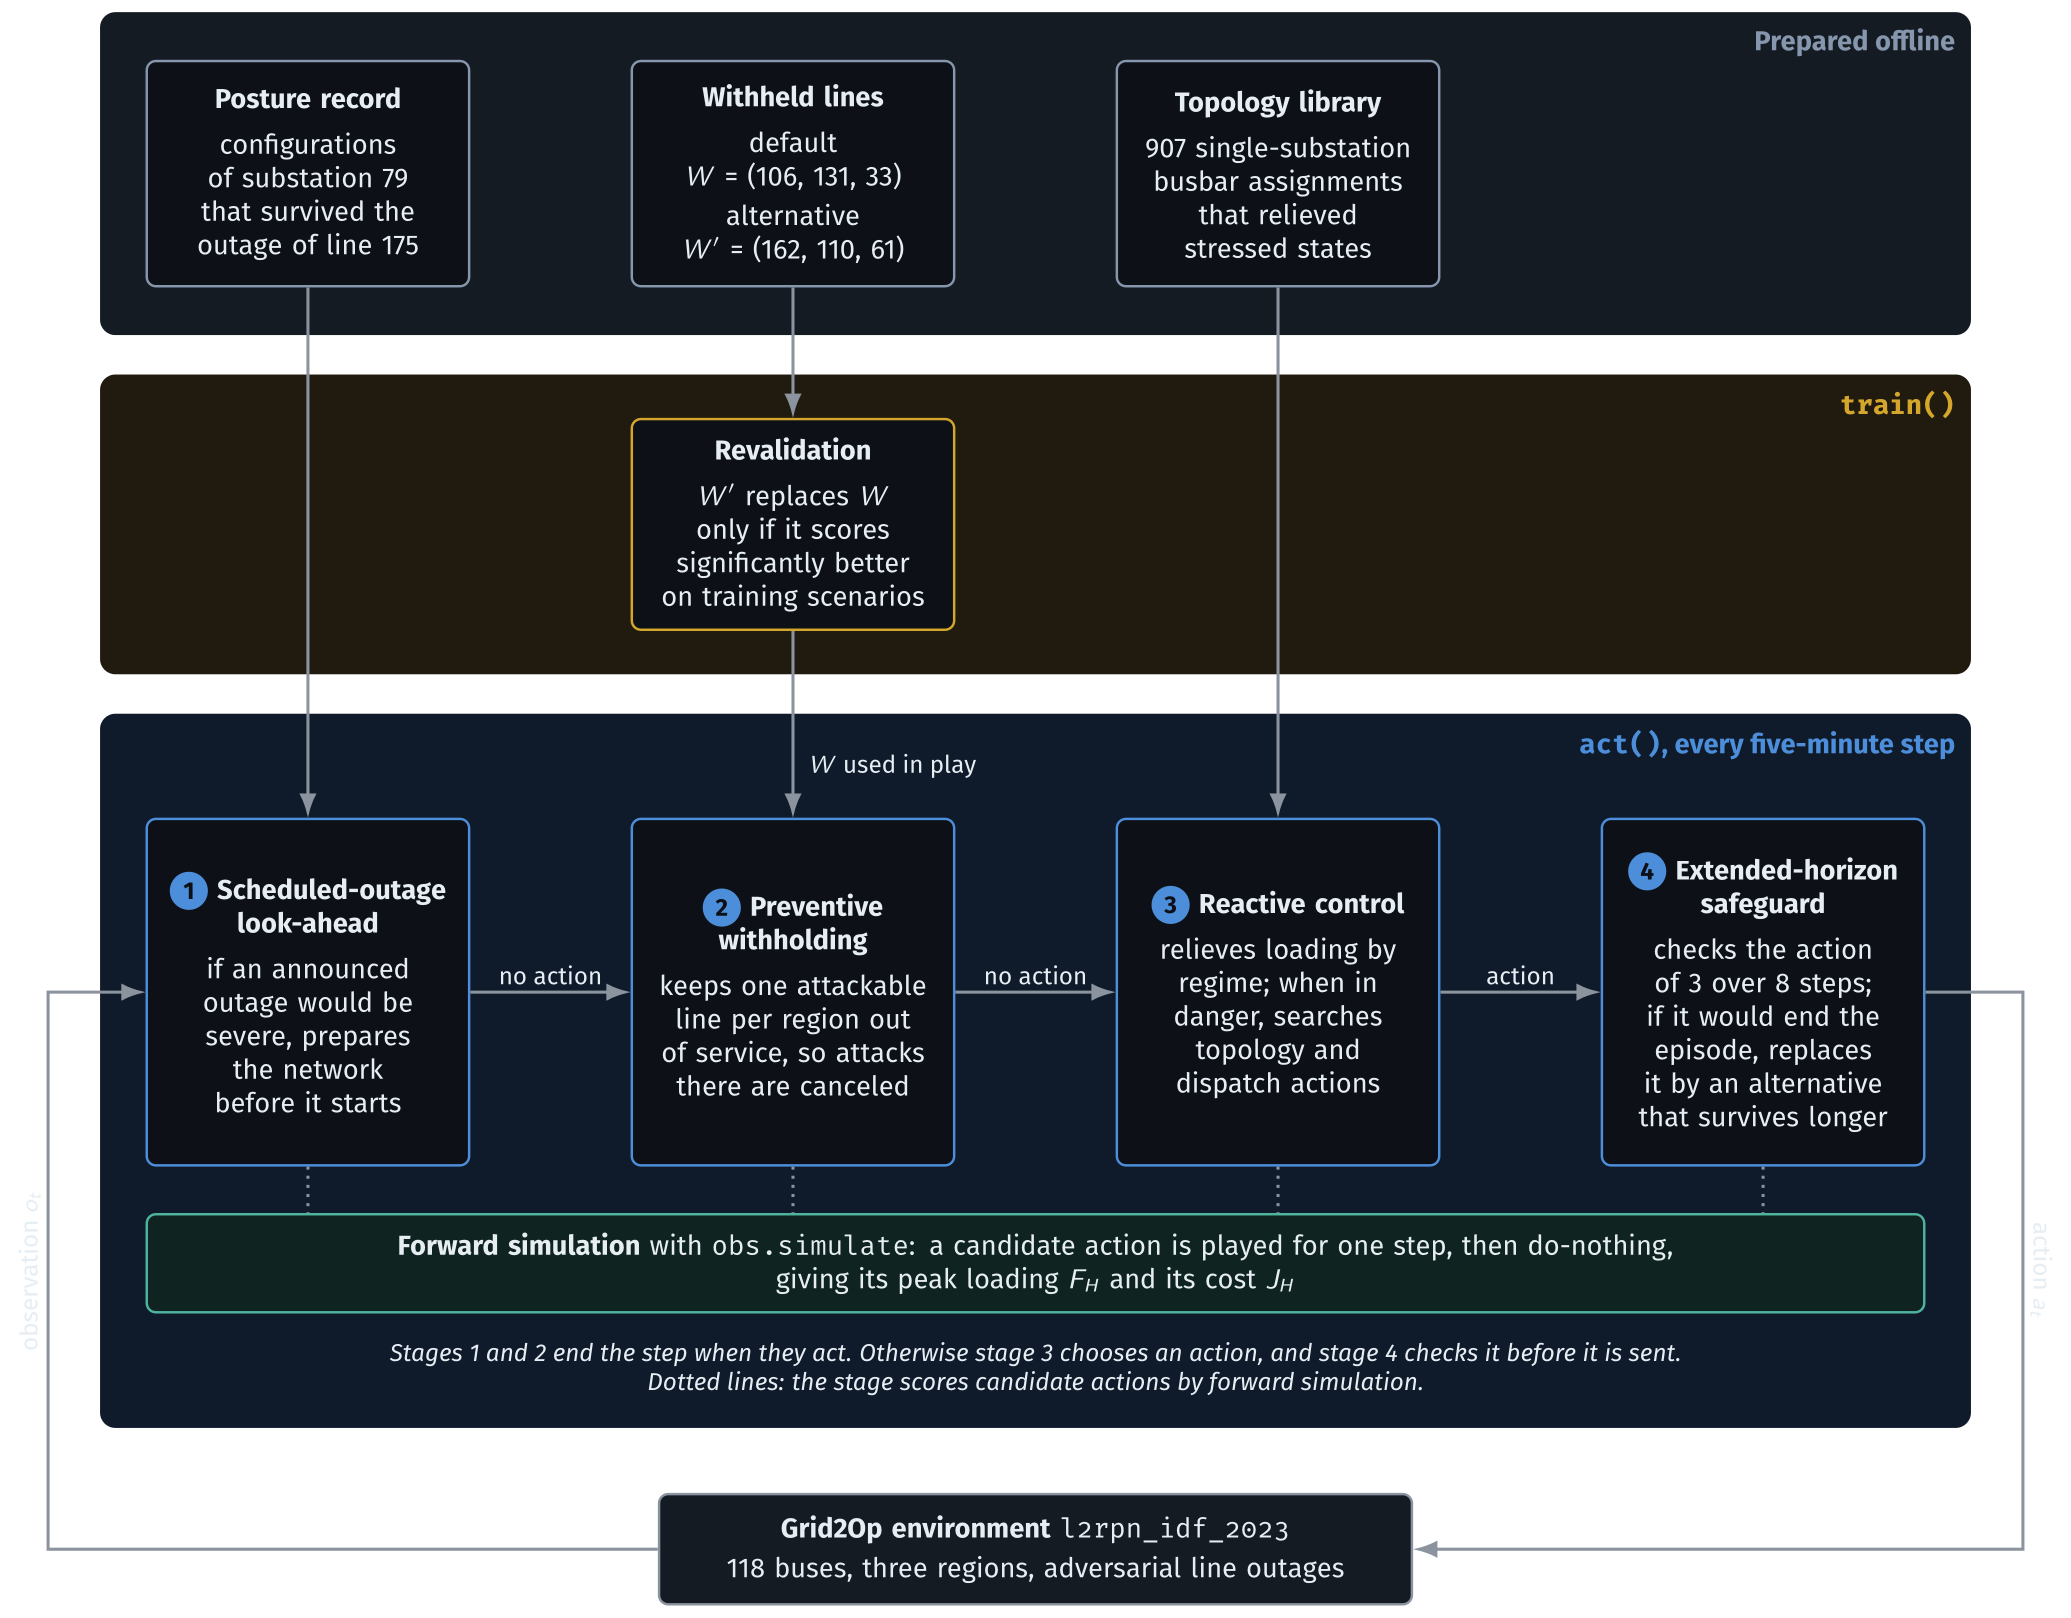 Prepared offline
Posture record
configurations
of substation 79
that survived the
outage of line 175
Withheld lines
default
W = (106, 131, 33)
alternative
W′ = (162, 110, 61)
Topology library
907 single-substation
busbar assignments
that relieved
stressed states
train()
Revalidation
W′ replaces W
only if it scores
significantly better
on training scenarios
act(), every five-minute step
W used in play
1 Scheduled-outage
look-ahead
if an announced
outage would be
severe, prepares
the network
before it starts
no action
2 Preventive
withholding
keeps one attackable
line per region out
of service, so attacks
there are canceled
no action
3 Reactive control
relieves loading by
regime; when in
danger, searches
topology and
dispatch actions
action
4 Extended-horizon
safeguard
checks the action
of 3 over 8 steps;
if it would end the
episode, replaces
it by an alternative
that survives longer
Forward simulation with obs.simulate: a candidate action is played for one step, then do-nothing,
giving its peak loading F_H and its cost J_H
Stages 1 and 2 end the step when they act. Otherwise stage 3 chooses an action, and stage 4 checks it before it is sent.
Dotted lines: the stage scores candidate actions by forward simulation.
observation o_t
action a_t
Grid2Op environment l2rpn_idf_2023
118 buses, three regions, adversarial line outages